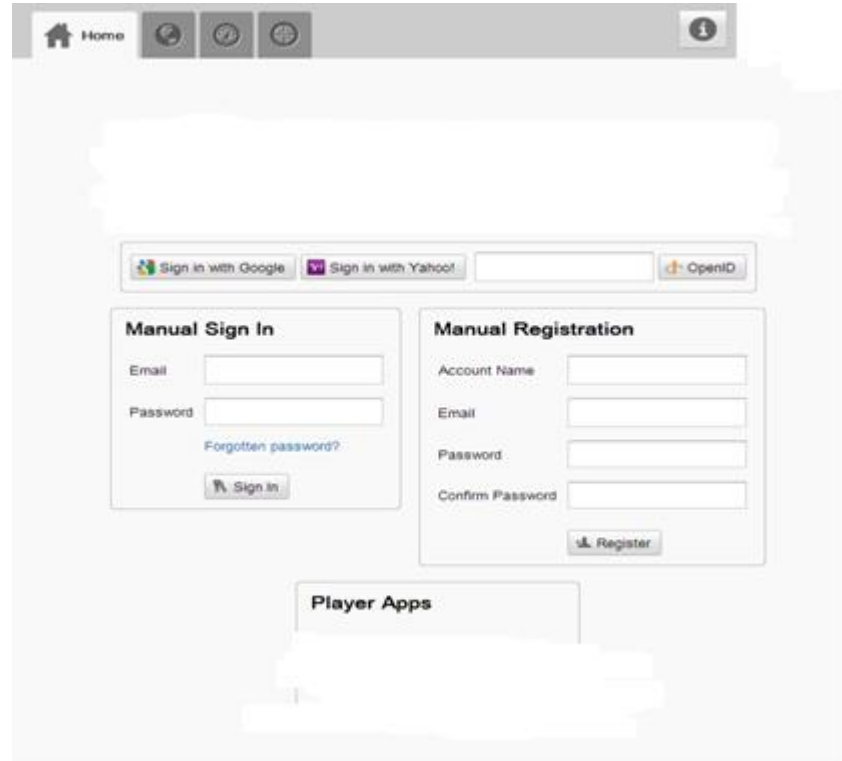 Home
Sign in with Google Sign in with Yahoo! OpenID
Manual Sign In
Email
Password
Forgotten password?
Sign In
Manual Registration
Account Name
Email
Password
Confirm Password
Register
Player Apps